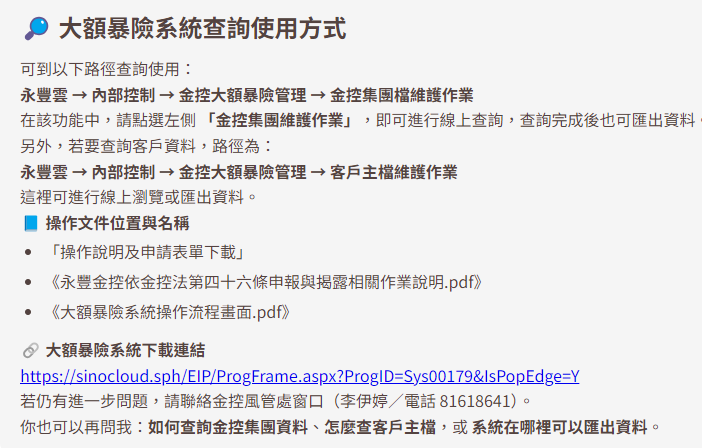 🔎 大額暴險系統查詢使用方式
可到以下路徑查詢使用：
永豐雲 → 內部控制 → 金控大額暴險管理 → 金控集團檔維護作業
在該功能中，請點選左側 「金控集團維護作業」，即可進行線上查詢，查詢完成後也可匯出資料。
另外，若要查詢客戶資料，路徑為：
永豐雲 → 內部控制 → 金控大額暴險管理 → 客戶主檔維護作業
這裡可進行線上瀏覽或匯出資料。
📘 操作文件位置與名稱
• 「操作說明及申請表單下載」
• 《永豐金控依金控法第四十六條申報與揭露相關作業說明.pdf》
• 《大額暴險系統操作流程畫面.pdf》
🔗 大額暴險系統下載連結
https://sinocloud.sph/EIP/ProgFrame.aspx?ProgID=Sys00179&IsPopEdge=Y
若仍有進一步問題，請聯絡金控風管處窗口（李伊婷／電話 81618641）。
你也可以再問我：如何查詢金控集團資料、怎麼查客戶主檔，或 系統在哪裡可以匯出資料。